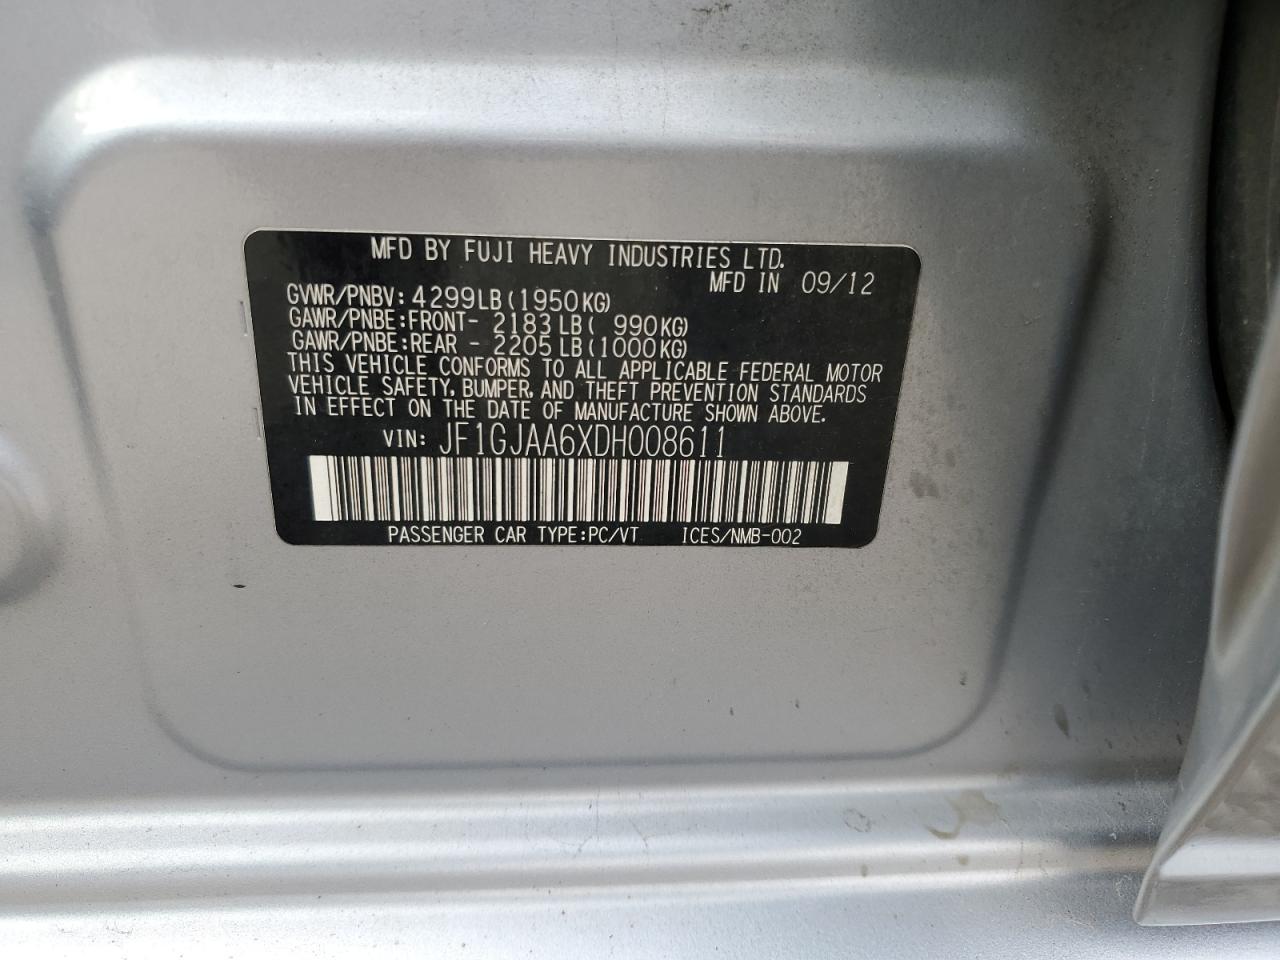 MFD BY FUJI HEAVY INDUSTRIES LTD.
MFD IN 09/12
GVWR/PNBV: 4299LB(1950KG)
GAWR/PNBE:FRONT- 2183LB( 990KG)
GAWR/PNBE:REAR - 2205LB(1000KG)
THIS VEHICLE CONFORMS TO ALL APPLICABLE FEDERAL MOTOR
VEHICLE SAFETY, BUMPER, AND THEFT PREVENTION STANDARDS
IN EFFECT ON THE DATE OF MANUFACTURE SHOWN ABOVE.
VIN: JF1GJAA6XDH008611
PASSENGER CAR TYPE:PC/VT ICES/NMB-002